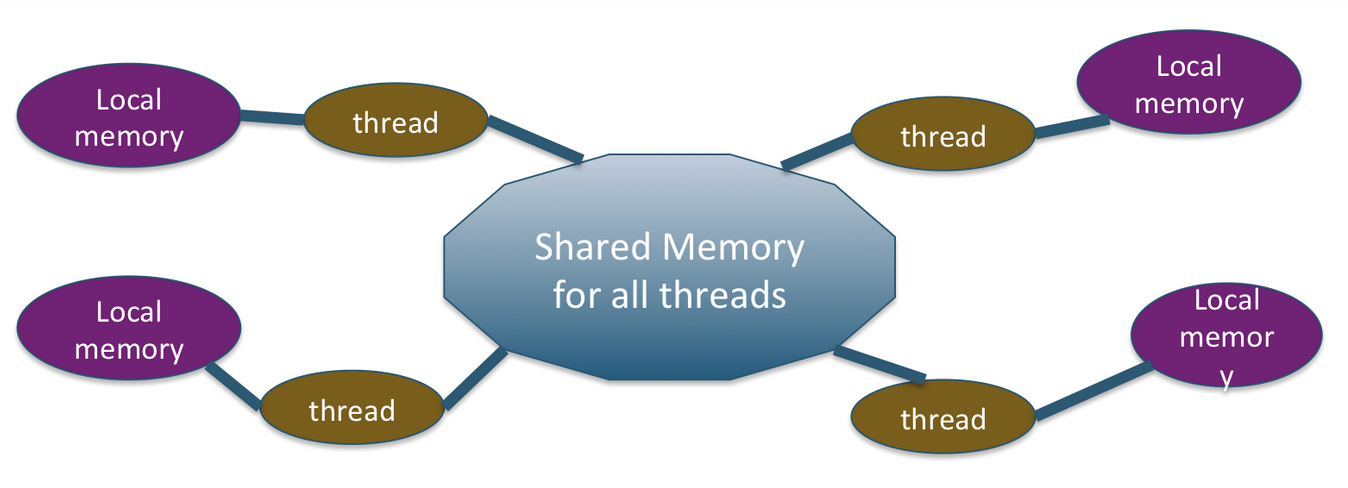 Local
memory
thread
thread
Local
memory
Shared Memory
for all threads
Local
memory
thread
thread
Local
memor
y